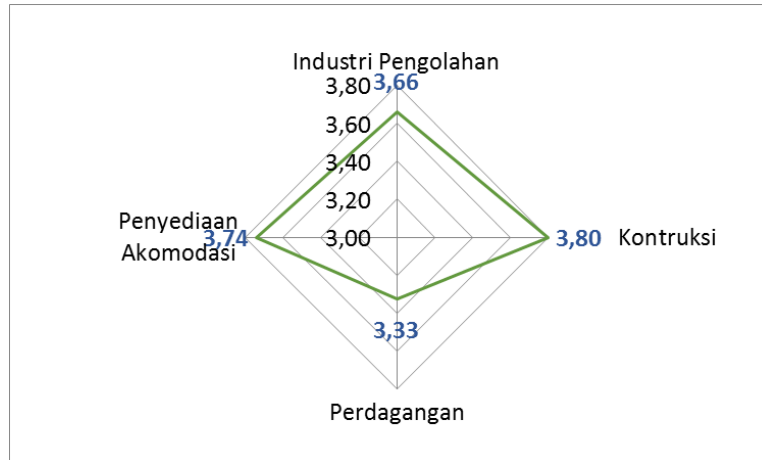 Industri Pengolahan
3,66
3,80
3,60
3,40
3,20
3,00
Penyediaan
Akomodasi
3,74
3,80
Kontruksi
3,33
Perdagangan